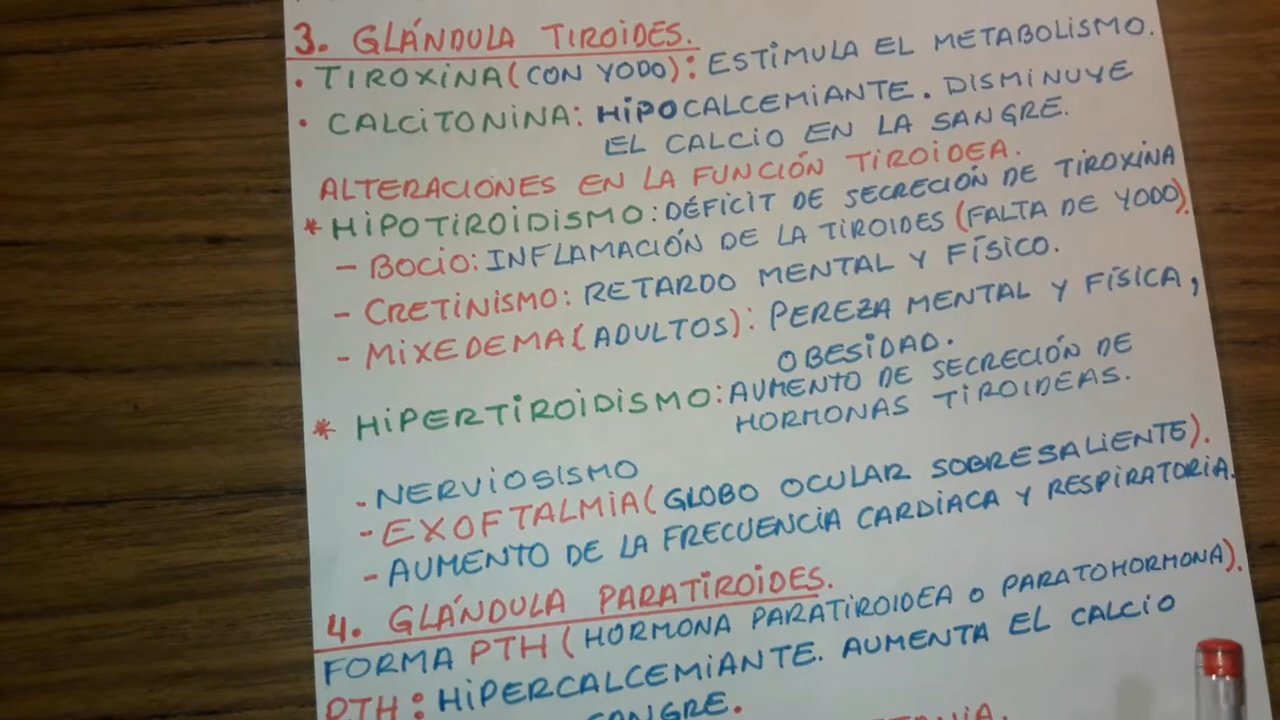 3. GLÁNDULA TIROIDES.
• TIROXINA (CON YODO): ESTIMULA EL METABOLISMO.
• CALCITONINA: HIPOCALCEMIANTE. DISMINUYE
EL CALCIO EN LA SANGRE.
ALTERACIONES EN LA FUNCIÓN TIROIDEA.
* HIPOTIROIDISMO: DÉFICIT DE SECRECIÓN DE TIROXINA
- BOCIO: INFLAMACIÓN DE LA TIROIDES (FALTA DE YODO).
- CRETINISMO: RETARDO MENTAL Y FÍSICO.
- MIXEDEMA (ADULTOS): PEREZA MENTAL Y FÍSICA,
OBESIDAD.
* HIPERTIROIDISMO: AUMENTO DE SECRECIÓN DE
HORMONAS TIROIDEAS.
- NERVIOSISMO
- EXOFTALMIA (GLOBO OCULAR SOBRESALIENTE).
- AUMENTO DE LA FRECUENCIA CARDÍACA Y RESPIRATORIA.
4. GLÁNDULA PARATIROIDES.
FORMA PTH (HORMONA PARATIROIDEA O PARATOHORMONA).
PTH: HIPERCALCEMIANTE. AUMENTA EL CALCIO
SANGRE.